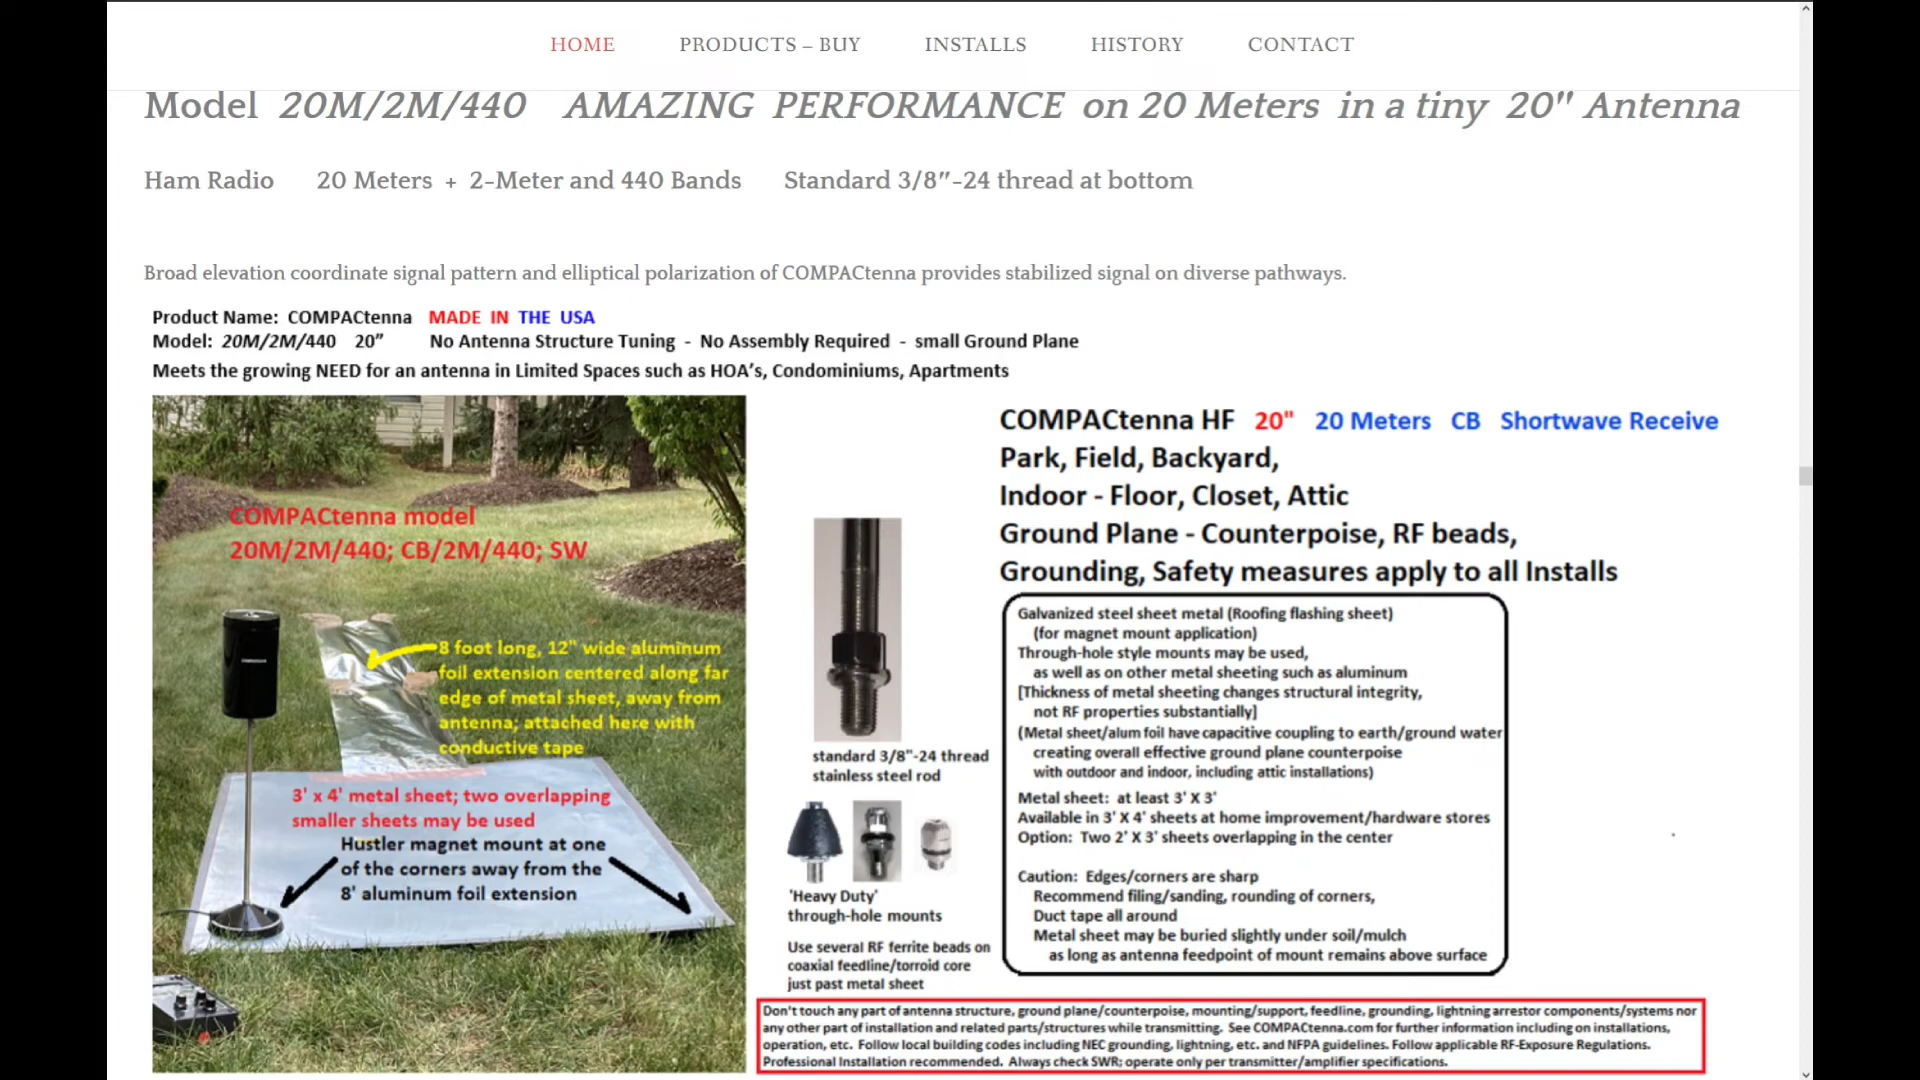 HOME PRODUCTS – BUY INSTALLS HISTORY CONTACT
Model 20M/2M/440 AMAZING PERFORMANCE on 20 Meters in a tiny 20" Antenna
Ham Radio 20 Meters + 2-Meter and 440 Bands Standard 3/8″-24 thread at bottom
Broad elevation coordinate signal pattern and elliptical polarization of COMPACtenna provides stabilized signal on diverse pathways.
Product Name: COMPACtenna MADE IN THE USA
Model: 20M/2M/440 20” No Antenna Structure Tuning - No Assembly Required - small Ground Plane
Meets the growing NEED for an antenna in Limited Spaces such as HOA’s, Condominiums, Apartments
COMPACtenna model
20M/2M/440; CB/2M/440; SW
8 foot long, 12" wide aluminum
foil extension centered along far
edge of metal sheet, away from
antenna; attached here with
conductive tape
3' x 4' metal sheet; two overlapping
smaller sheets may be used
Hustler magnet mount at one
of the corners away from the
8' aluminum foil extension
standard 3/8"-24 thread
stainless steel rod
'Heavy Duty'
through-hole mounts
Use several RF ferrite beads on
coaxial feedline/torroid core
just past metal sheet
COMPACtenna HF 20" 20 Meters CB Shortwave Receive
Park, Field, Backyard,
Indoor - Floor, Closet, Attic
Ground Plane - Counterpoise, RF beads,
Grounding, Safety measures apply to all Installs
Galvanized steel sheet metal (Roofing flashing sheet)
(for magnet mount application)
Through-hole style mounts may be used,
as well as on other metal sheeting such as aluminum
[Thickness of metal sheeting changes structural integrity,
not RF properties substantially]
(Metal sheet/alum foil have capacitive coupling to earth/ground water
creating overall effective ground plane counterpoise
with outdoor and indoor, including attic installations)
Metal sheet: at least 3' X 3'
Available in 3' X 4' sheets at home improvement/hardware stores
Option: Two 2' X 3' sheets overlapping in the center
Caution: Edges/corners are sharp
Recommend filing/sanding, rounding of corners,
Duct tape all around
Metal sheet may be buried slightly under soil/mulch
as long as antenna feedpoint of mount remains above surface
Don't touch any part of antenna structure, ground plane/counterpoise, mounting/support, feedline, grounding, lightning arrestor components/systems nor
any other part of installation and related parts/structures while transmitting. See COMPACtenna.com for further information including on installations,
operation, etc. Follow local building codes including NEC grounding, lightning, etc. and NFPA guidelines. Follow applicable RF-Exposure Regulations.
Professional Installation recommended. Always check SWR; operate only per transmitter/amplifier specifications.